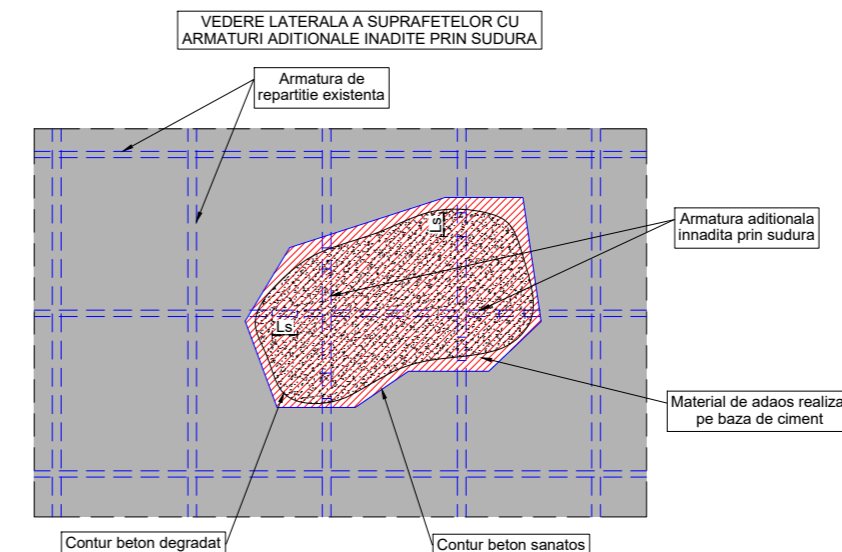 VEDERE LATERALA A SUPRAFETELOR CU
ARMATURI ADITIONALE INADITE PRIN SUDURA
Armatura de
repartitie existenta
Ls
Armatura aditionala
innadita prin sudura
Ls
Material de adaos realiza
pe baza de ciment
Contur beton degradat
Contur beton sanatos